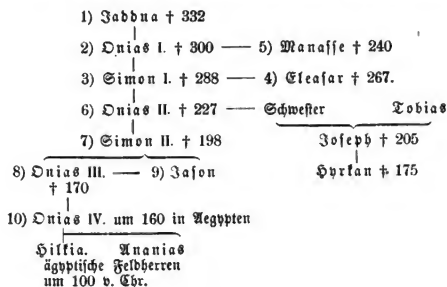 1) Jabbua † 332
2) Onias I. † 300 — 5) Manasse † 240
3) Simon I. † 288 — 4) Eleasar † 267.
6) Onias II. † 227 — Schwester Tobias
7) Simon II. † 198 Joseph † 205
8) Onias III. — 9) Jason Hyrkan † 175
† 170
10) Onias IV. um 160 in Aegypten
Hilkia. Ananias
ägyptische Feldherren
um 100 v. Chr.